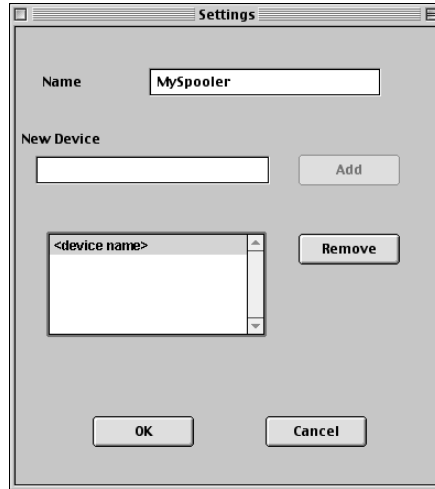 Settings
Name
MySpooler
New Device
Add
<device name>
Remove
OK
Cancel